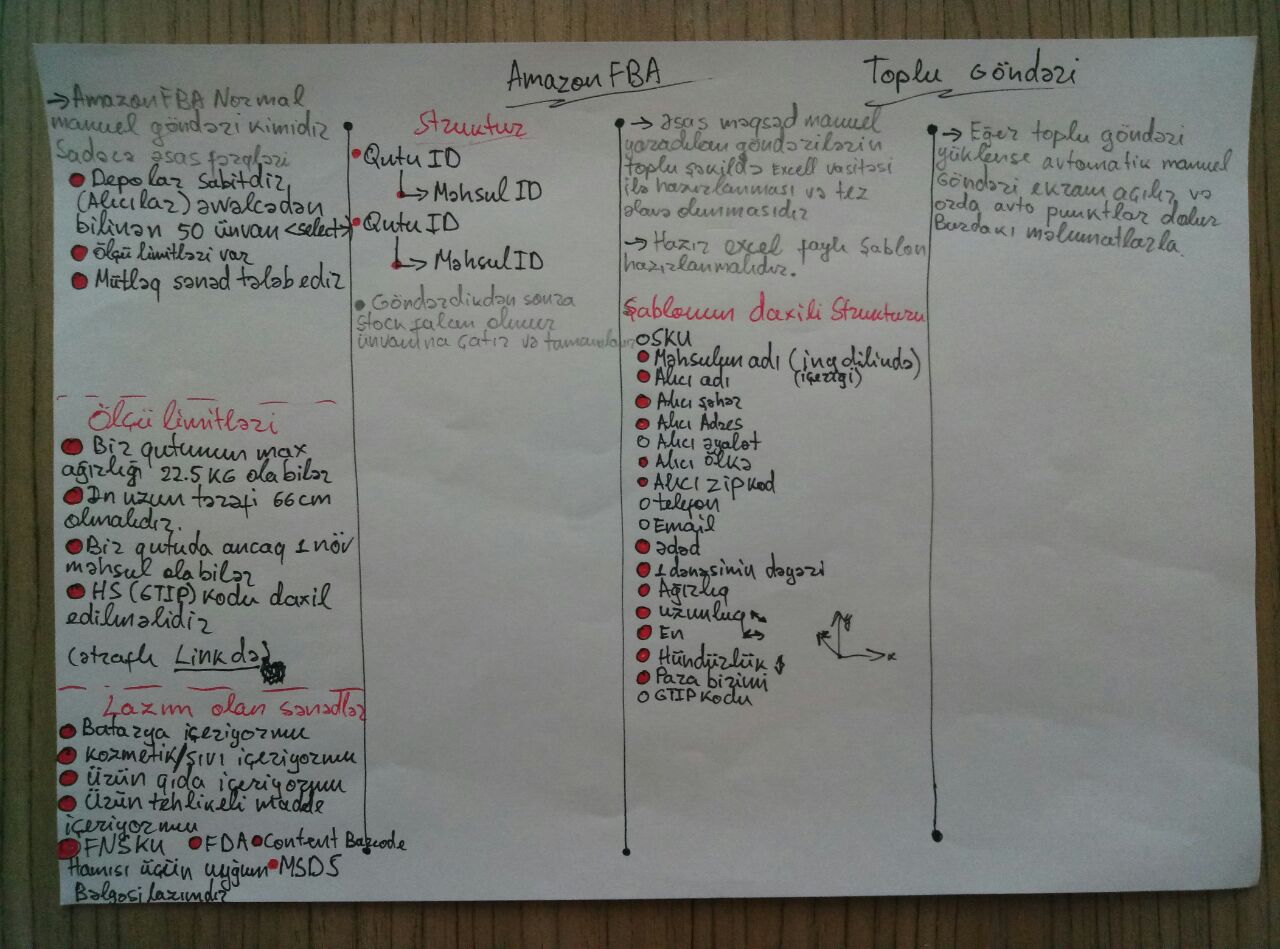 Amazon FBA
Toplu Göndəri
→ Amazon FBA Normal
manuel göndəri kimidir
Sadəcə əsas fərqləri
Depolar sabitdir
(Alıcılar) əvvəlcədən
bilinən 50 ünvan <select>
Ölçü limitləri var
Mütləq sənəd tələb edir
Ölçü limitləri
Bir qutunun max
ağırlığı 22.5 KG ola bilər
Ən uzun tərəfi 66 cm
olmalıdır.
Bir qutuda ancaq 1 növ
məhsul ola bilər
HS (GTIP) kodu daxil
edilməlidir
(ətraflı Linkdə)
Lazım olan sənədlər
Batarya içeriyormu
Kozmetik/sıvı içeriyormu
Ürün gıda içeriyormu
Ürün tehlikeli madde
içeriyormu
FNSKU FDA Content Barcode
Hamısı üçün uyğun MSDS
Bəlgəsi lazımdır
Struktur
Qutu ID
→ Məhsul ID
Qutu ID
→ Məhsul ID
Göndərdikdən sonra
Stock falan olmur
ünvanına çatır və tamamlanır
→ Əsas məqsəd manuel
yaradılan göndərilərin
toplu şəkildə Excell vasitəsi
ilə hazırlanması və tez
əlavə olunmasıdır
→ Hazır excel faylı şablon
hazırlanmalıdır.
Şablonun daxili Strukturu
SKU
Məhsulun adı (ing dilində)
(içeriği)
Alıcı adı
Alıcı şəhər
Alıcı Adres
Alıcı əyalət
Alıcı ölkə
Alıcı ZIP kod
telefon
Email
ədəd
1 dənəsinin dəyəri
Ağırlıq
uzunluq
En
Hündürlük
Para birimi
GTIP kodu
y
x
→ Eğer toplu göndəri
yüklense avtomatik manuel
Göndəri ekranı açılır və
orda avto punktlar dolur
Burdakı məlumatlarla.